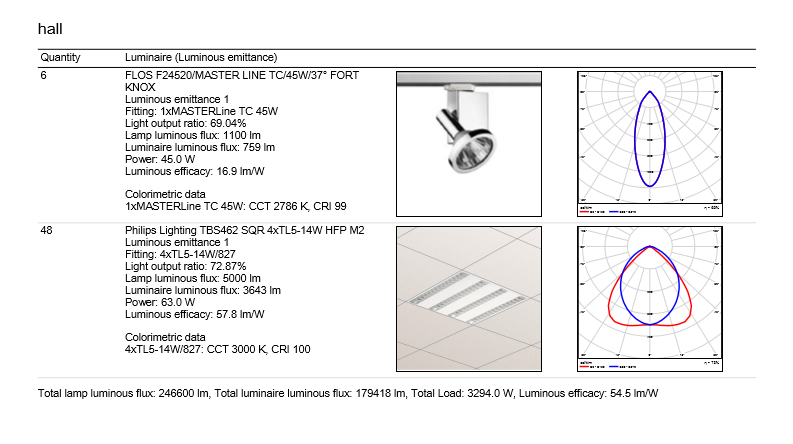 hall
Quantity Luminaire (Luminous emittance)
6 FLOS F24520/MASTER LINE TC/45W/37° FORT
KNOX
Luminous emittance 1
Fitting: 1xMASTERLine TC 45W
Light output ratio: 69.04%
Lamp luminous flux: 1100 lm
Luminaire luminous flux: 759 lm
Power: 45.0 W
Luminous efficacy: 16.9 lm/W
Colorimetric data
1xMASTERLine TC 45W: CCT 2786 K, CRI 99
48 Philips Lighting TBS462 SQR 4xTL5-14W HFP M2
Luminous emittance 1
Fitting: 4xTL5-14W/827
Light output ratio: 72.87%
Lamp luminous flux: 5000 lm
Luminaire luminous flux: 3643 lm
Power: 63.0 W
Luminous efficacy: 57.8 lm/W
Colorimetric data
4xTL5-14W/827: CCT 3000 K, CRI 100
Total lamp luminous flux: 246600 lm, Total luminaire luminous flux: 179418 lm, Total Load: 3294.0 W, Luminous efficacy: 54.5 lm/W